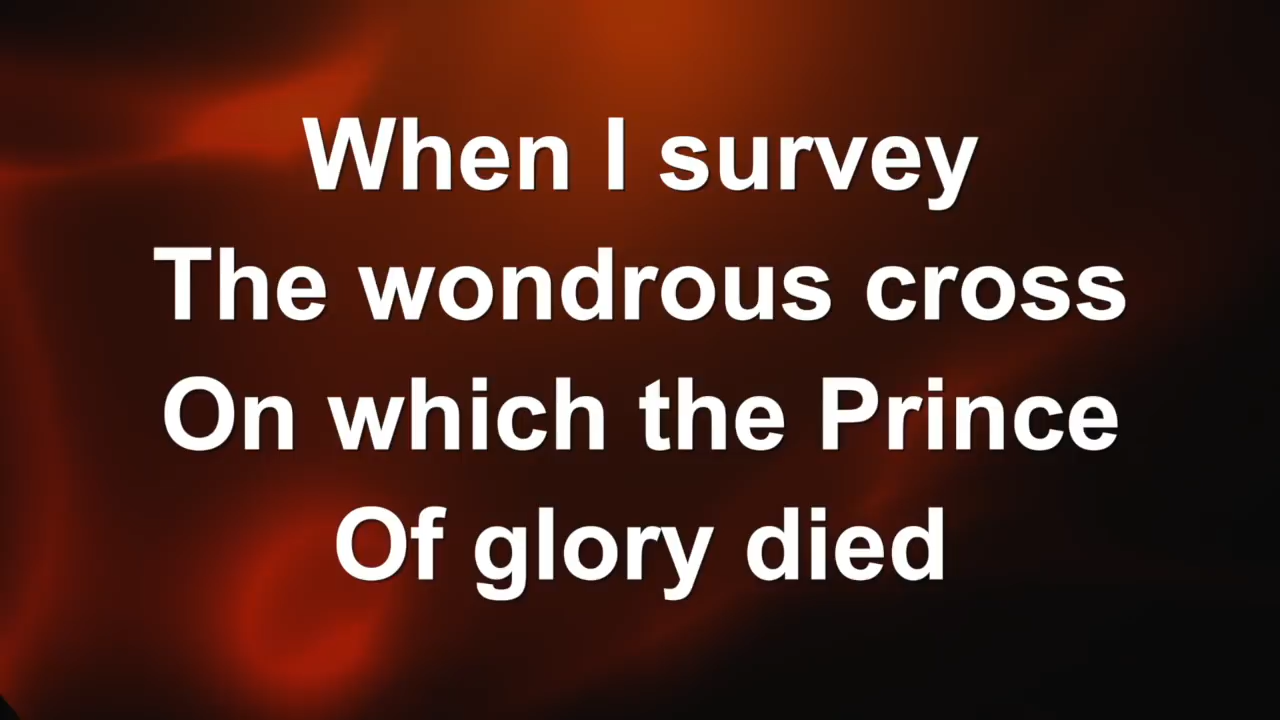 When I survey
The wondrous cross
On which the Prince
Of glory died